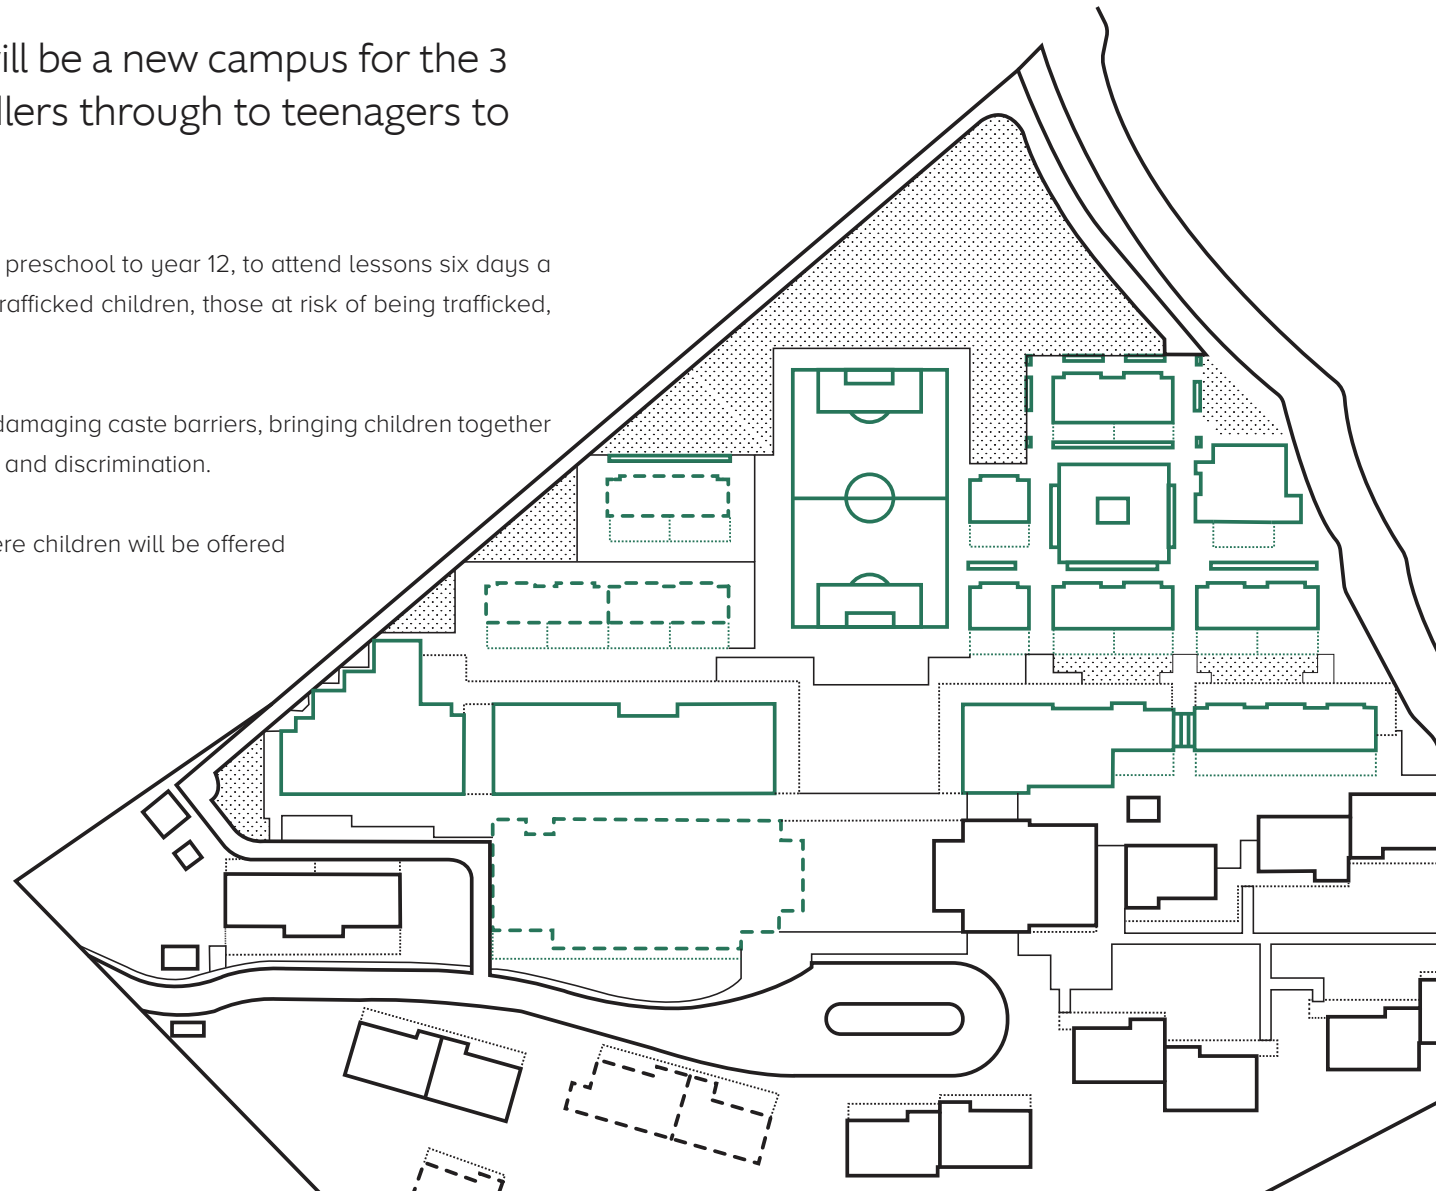 ill be a new campus for the 3
dlers through to teenagers to
preschool to year 12, to attend lessons six days a
rafficked children, those at risk of being trafficked,
damaging caste barriers, bringing children together
and discrimination.
ere children will be offered